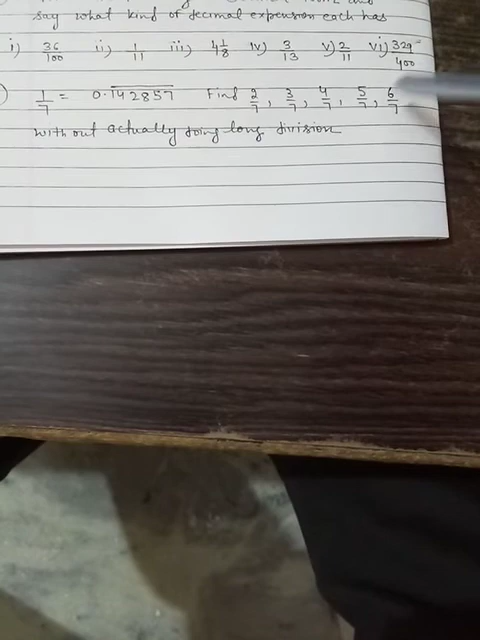 say what kind of decimal expension each has
i) 36/100 ii) 1/11 iii) 4 1/8 iv) 3/13 v) 2/11 vi) 329/400
1/7 = 0.142857 Find 2/7, 3/7, 4/7, 5/7, 6/7
without actually doing long division